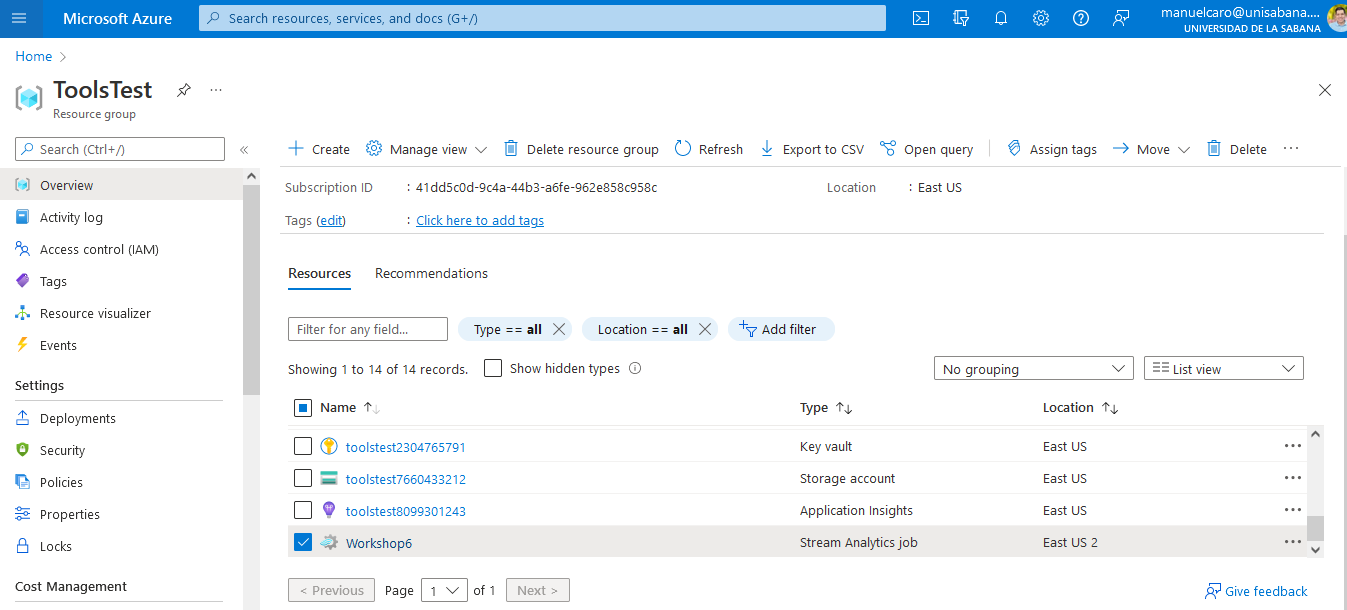 Microsoft Azure
Search resources, services, and docs (G+/)
manuelcaro@unisabana....
UNIVERSIDAD DE LA SABANA
Home
ToolsTest
...
Resource group
Search (Ctrl+/)
«
Overview
Activity log
Access control (IAM)
Tags
Resource visualizer
Events
Settings
Deployments
Security
Policies
Properties
Locks
Cost Management
Create
Manage view
Delete resource group
Refresh
Export to CSV
Open query
Assign tags
Move
Delete
...
Subscription ID : 41dd5c0d-9c4a-44b3-a6fe-962e858c958c
Location : East US
Tags (edit) : Click here to add tags
Resources Recommendations
Filter for any field...
Type == all
Location == all
Add filter
Showing 1 to 14 of 14 records.
Show hidden types
No grouping
List view
Name Type Location
toolstest2304765791 Key vault East US ...
toolstest7660433212 Storage account East US ...
toolstest8099301243 Application Insights East US ...
Workshop6 Stream Analytics job East US 2 ...
< Previous Page 1 of 1 Next >
Give feedback